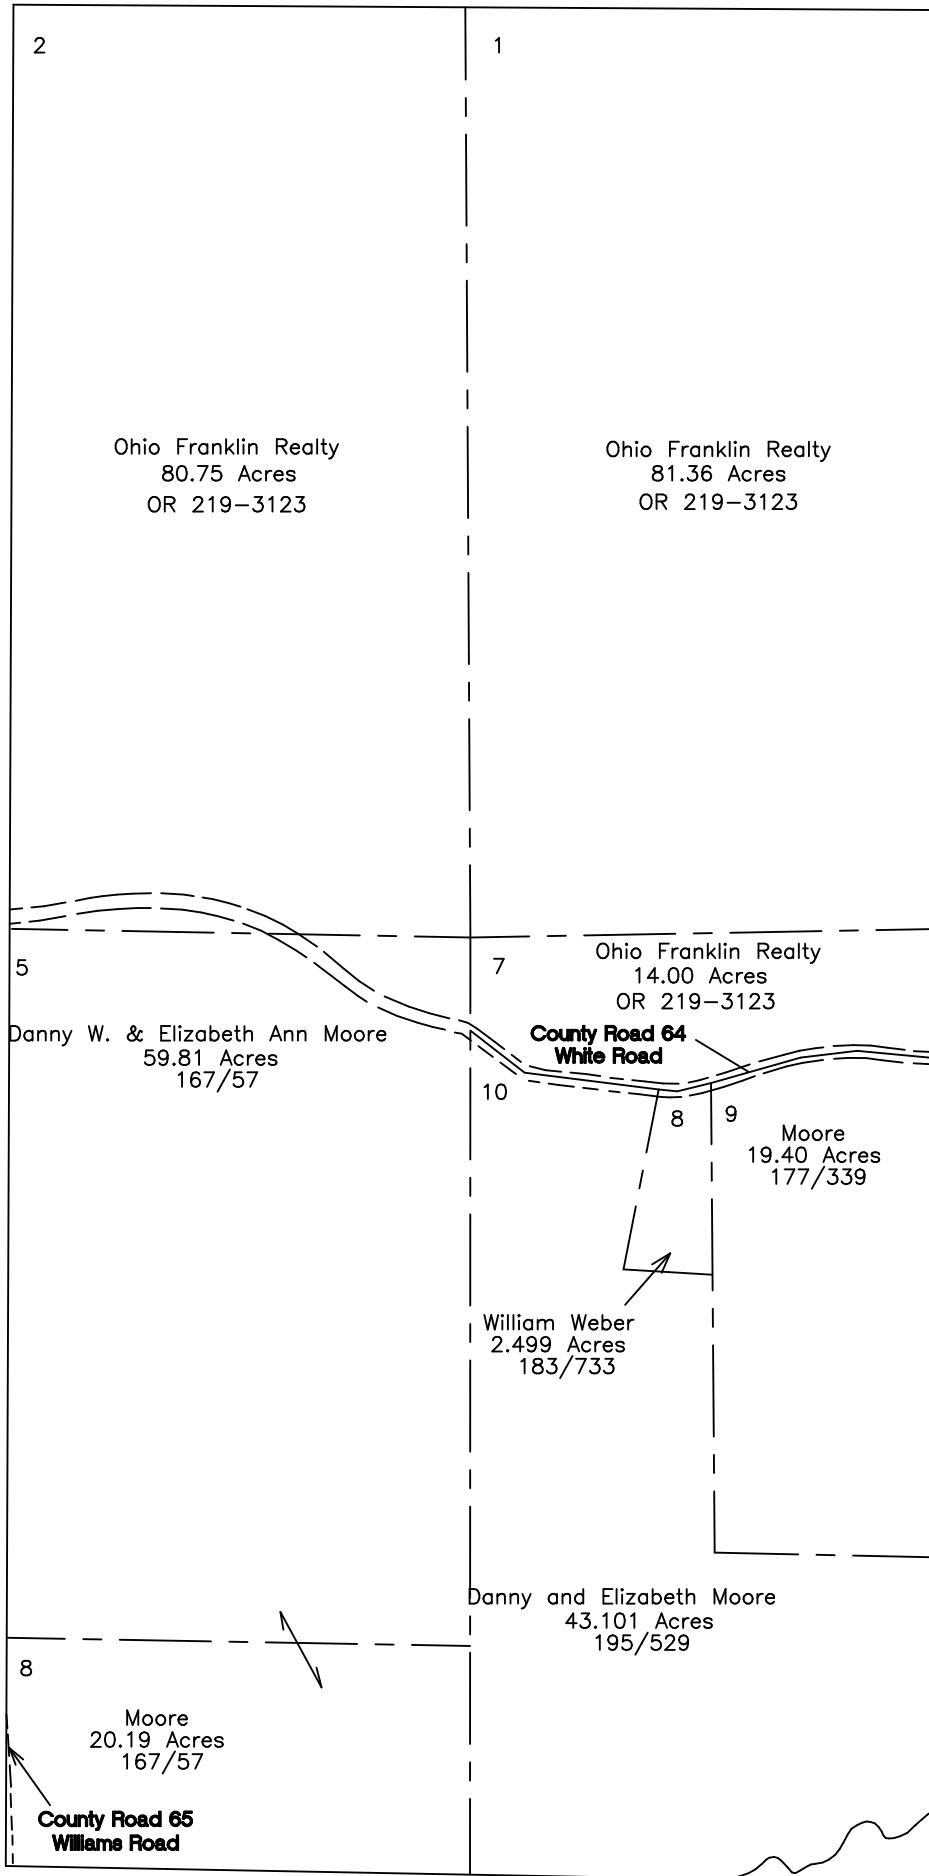 2
1
Ohio Franklin Realty
80.75 Acres
OR 219-3123
Ohio Franklin Realty
81.36 Acres
OR 219-3123
5
7
Ohio Franklin Realty
14.00 Acres
OR 219-3123
Danny W. & Elizabeth Ann Moore
59.81 Acres
167/57
County Road 64
White Road
10
8
9
Moore
19.40 Acres
177/339
William Weber
2.499 Acres
183/733
Danny and Elizabeth Moore
43.101 Acres
195/529
8
Moore
20.19 Acres
167/57
County Road 65
Williams Road